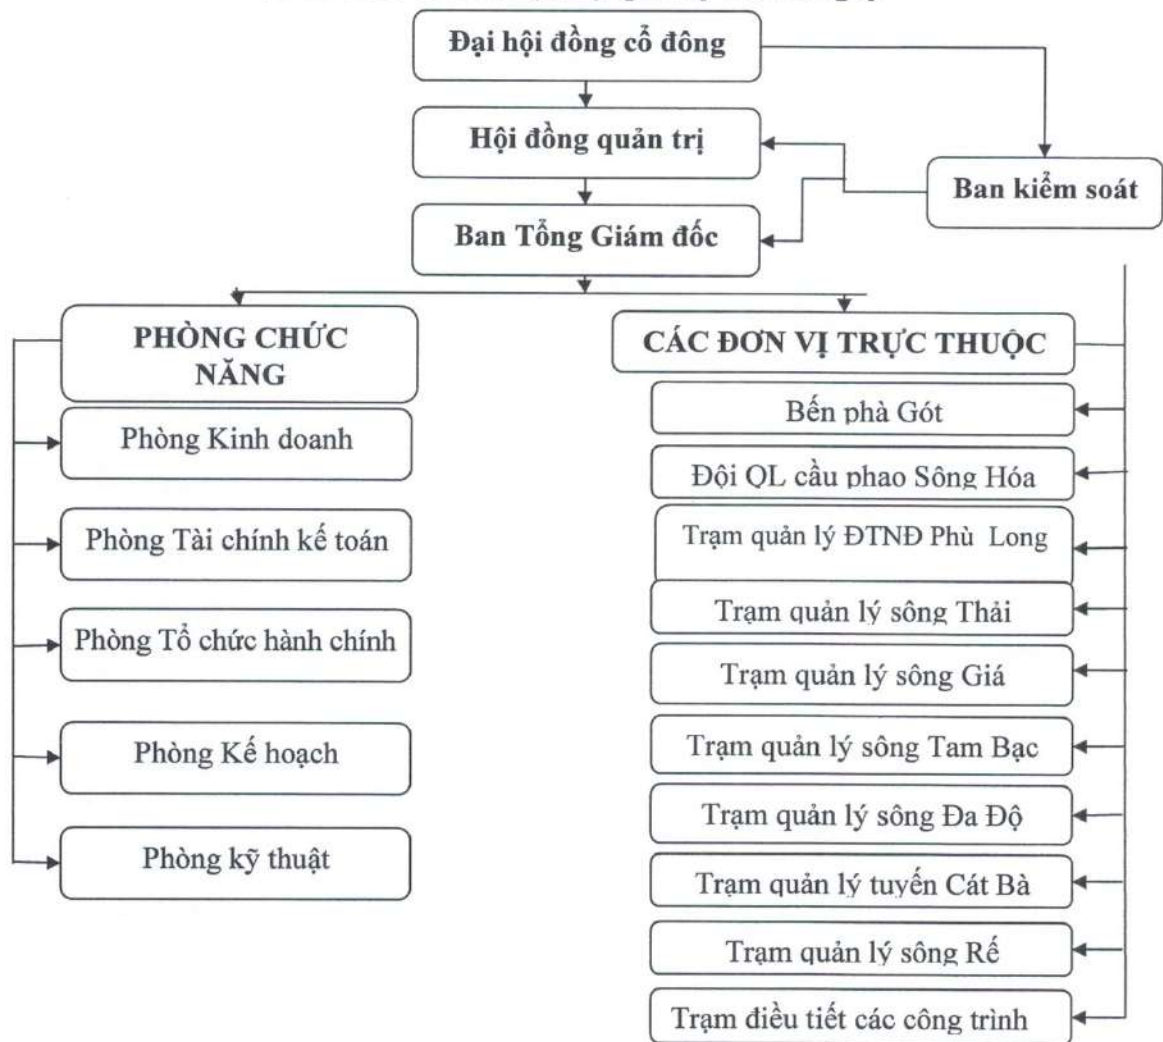 Đại hội đồng cổ đông
Hội đồng quản trị
Ban kiểm soát
Ban Tổng Giám đốc
PHÒNG CHỨC
NĂNG
Phòng Kinh doanh
Phòng Tài chính kế toán
Phòng Tổ chức hành chính
Phòng Kế hoạch
Phòng kỹ thuật
CÁC ĐƠN VỊ TRỰC THUỘC
Bến phà Gót
Đội QL cầu phao Sông Hóa
Trạm quản lý ĐTNĐ Phù Long
Trạm quản lý sông Thải
Trạm quản lý sông Giá
Trạm quản lý sông Tam Bạc
Trạm quản lý sông Đa Độ
Trạm quản lý tuyến Cát Bà
Trạm quản lý sông Rế
Trạm điều tiết các công trình